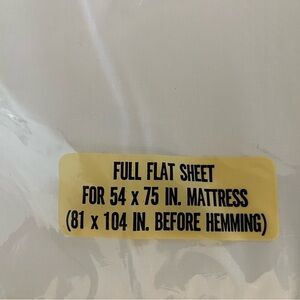 FULL FLAT SHEET
FOR 54 x 75 IN. MATTRESS
(81 x 104 IN. BEFORE HEMMING)